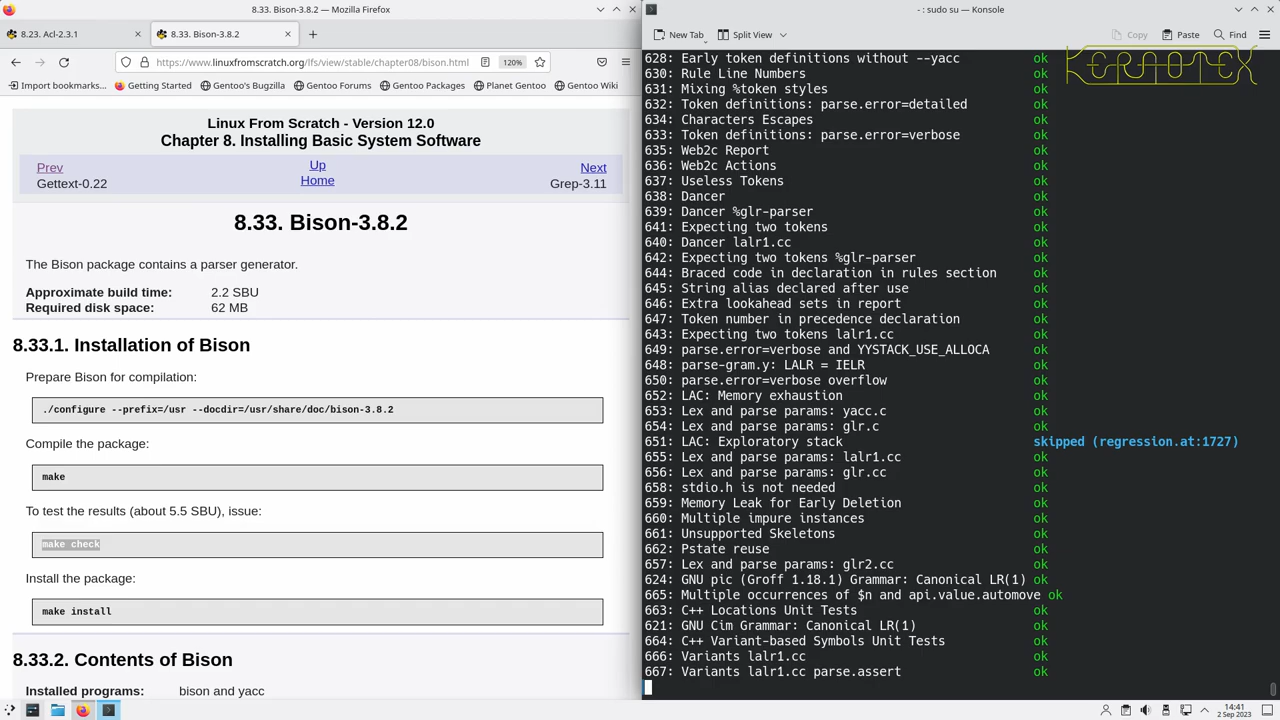 8.33. Bison-3.8.2 — Mozilla Firefox
8.23. Acl-2.3.1
8.33. Bison-3.8.2
https://www.linuxfromscratch.org/lfs/view/stable/chapter08/bison.html
120%
Import bookmarks...
Getting Started
Gentoo's Bugzilla
Gentoo Forums
Gentoo Packages
Planet Gentoo
Gentoo Wiki
Linux From Scratch - Version 12.0
Chapter 8. Installing Basic System Software
Prev
Up
Next
Gettext-0.22
Home
Grep-3.11
8.33. Bison-3.8.2
The Bison package contains a parser generator.
Approximate build time: 2.2 SBU
Required disk space: 62 MB
8.33.1. Installation of Bison
Prepare Bison for compilation:
./configure --prefix=/usr --docdir=/usr/share/doc/bison-3.8.2
Compile the package:
make
To test the results (about 5.5 SBU), issue:
make check
Install the package:
make install
8.33.2. Contents of Bison
Installed programs: bison and yacc
- : sudo su — Konsole
New Tab
Split View
Copy
Paste
Find
KERNOTEX
628: Early token definitions without --yacc ok
630: Rule Line Numbers ok
631: Mixing %token styles ok
632: Token definitions: parse.error=detailed ok
634: Characters Escapes ok
633: Token definitions: parse.error=verbose ok
635: Web2c Report ok
636: Web2c Actions ok
637: Useless Tokens ok
638: Dancer ok
639: Dancer %glr-parser ok
641: Expecting two tokens ok
640: Dancer lalr1.cc ok
642: Expecting two tokens %glr-parser ok
644: Braced code in declaration in rules section ok
645: String alias declared after use ok
646: Extra lookahead sets in report ok
647: Token number in precedence declaration ok
643: Expecting two tokens lalr1.cc ok
649: parse.error=verbose and YYSTACK_USE_ALLOCA ok
648: parse-gram.y: LALR = IELR ok
650: parse.error=verbose overflow ok
652: LAC: Memory exhaustion ok
653: Lex and parse params: yacc.c ok
654: Lex and parse params: glr.c ok
651: LAC: Exploratory stack skipped (regression.at:1727)
655: Lex and parse params: lalr1.cc ok
656: Lex and parse params: glr.cc ok
658: stdio.h is not needed ok
659: Memory Leak for Early Deletion ok
660: Multiple impure instances ok
661: Unsupported Skeletons ok
662: Pstate reuse ok
657: Lex and parse params: glr2.cc ok
624: GNU pic (Groff 1.18.1) Grammar: Canonical LR(1) ok
665: Multiple occurrences of $n and api.value.automove ok
663: C++ Locations Unit Tests ok
621: GNU Cim Grammar: Canonical LR(1) ok
664: C++ Variant-based Symbols Unit Tests ok
666: Variants lalr1.cc ok
667: Variants lalr1.cc parse.assert ok
14:41
2 Sep 2023